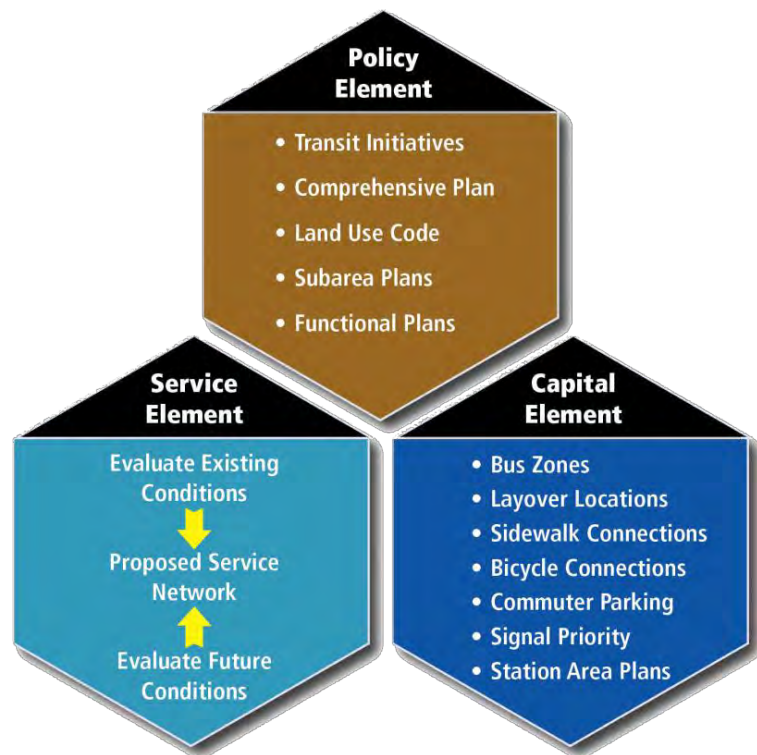 Policy
Element
• Transit Initiatives
• Comprehensive Plan
• Land Use Code
• Subarea Plans
• Functional Plans
Service
Element
Evaluate Existing
Conditions
Proposed Service
Network
Evaluate Future
Conditions
Capital
Element
• Bus Zones
• Layover Locations
• Sidewalk Connections
• Bicycle Connections
• Commuter Parking
• Signal Priority
• Station Area Plans